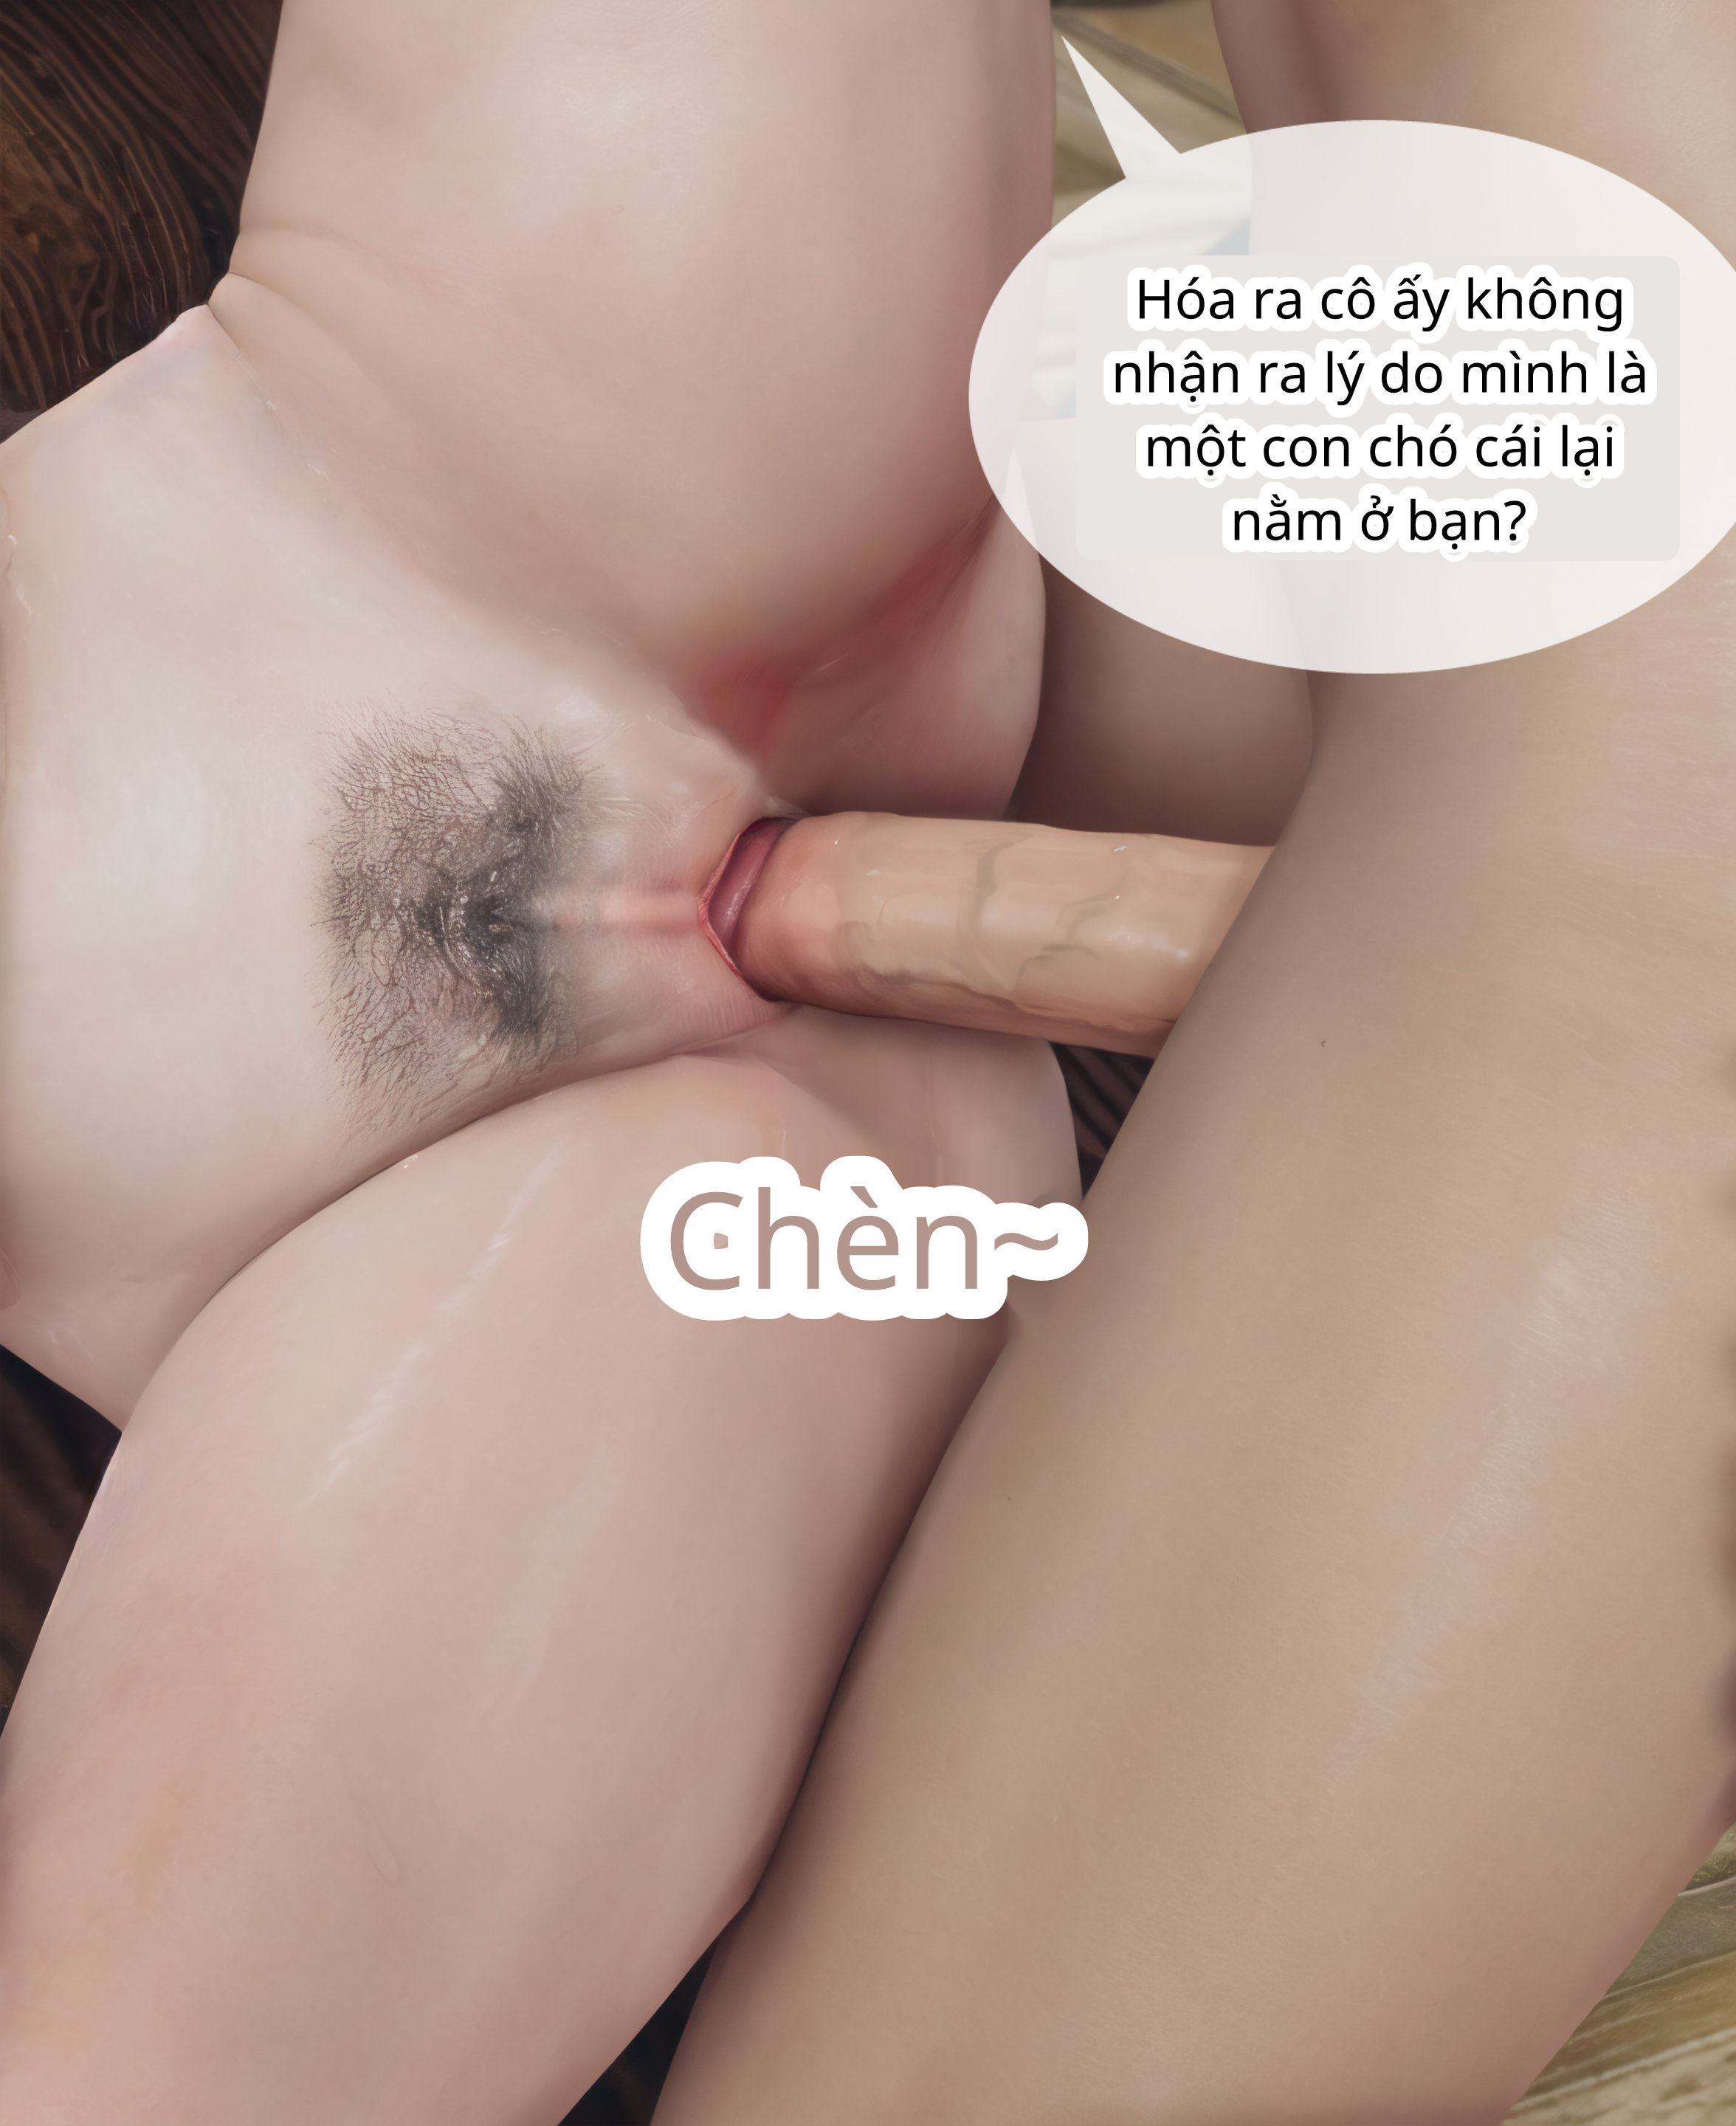 Hóa ra cô ấy không
nhận ra lý do mình là
một con chó cái lại
nằm ở bạn?
Chèn~